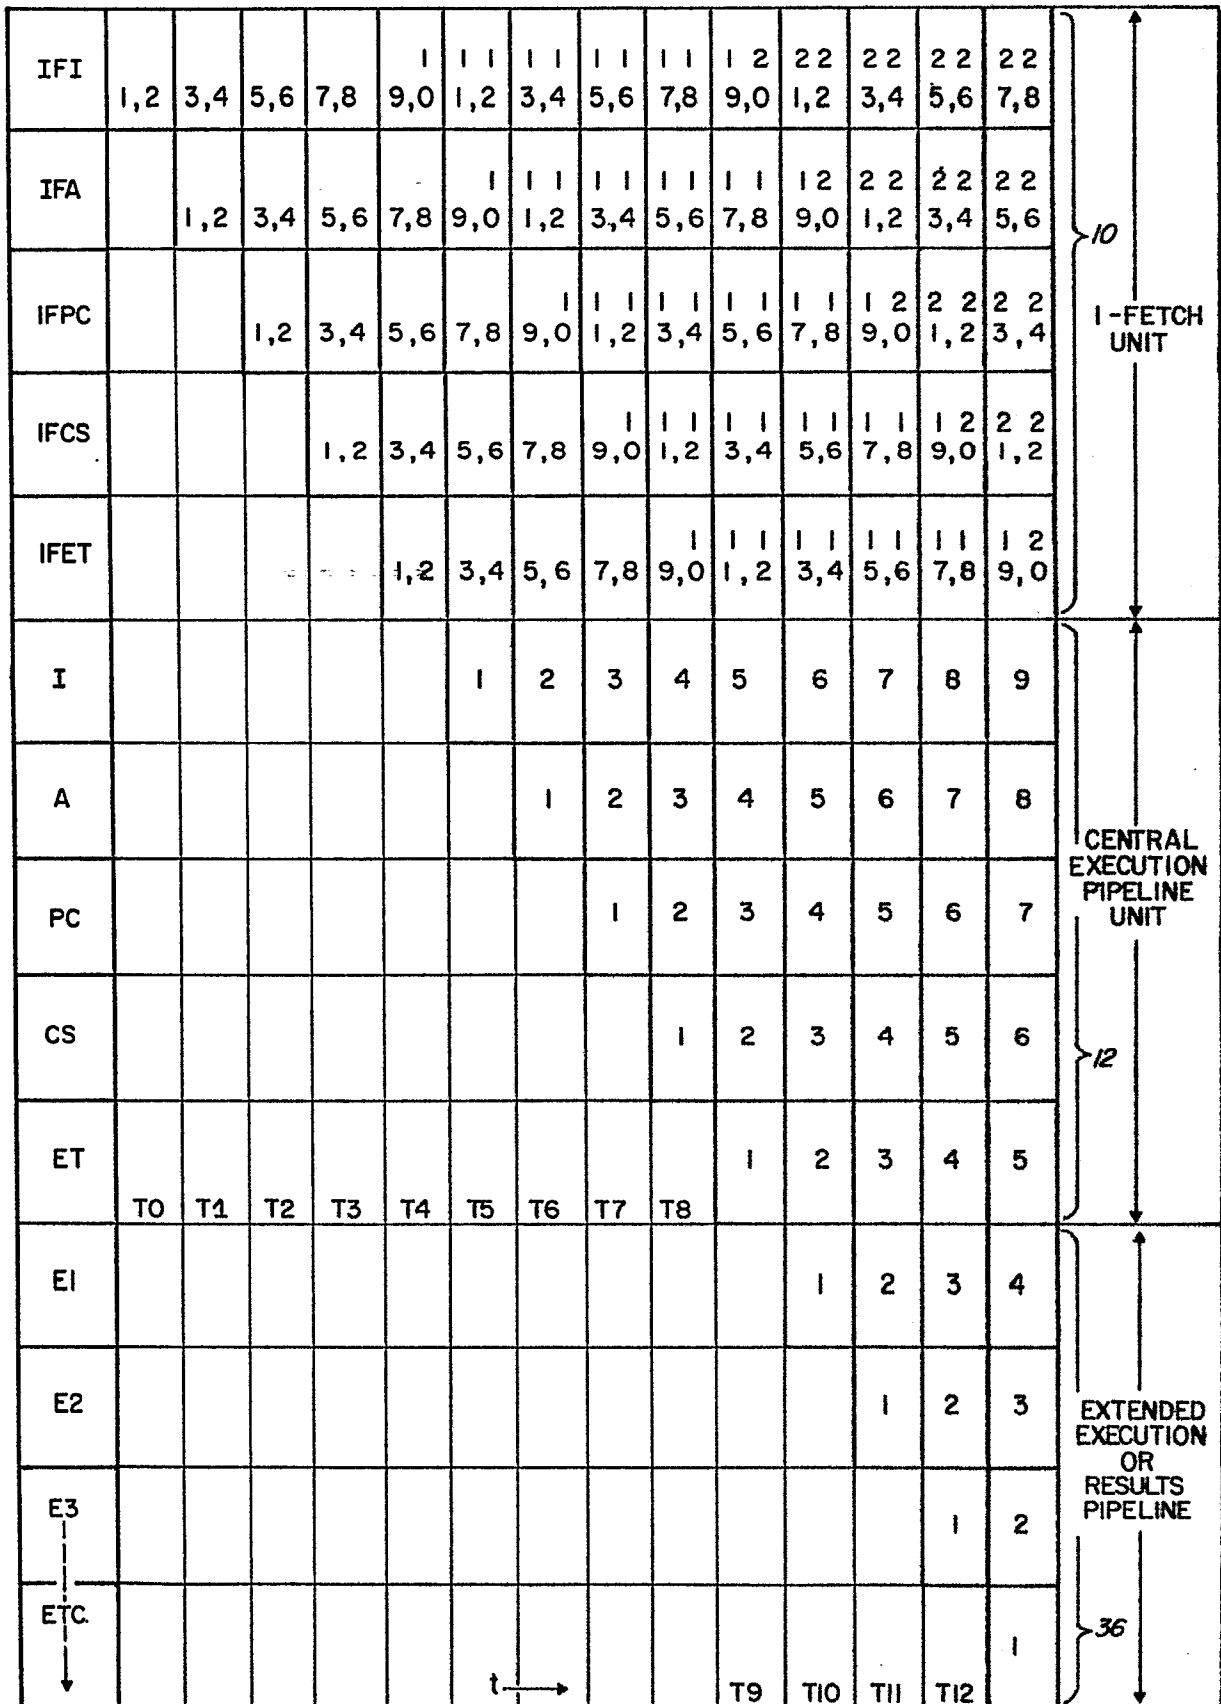 IFI 1 1 1 1 1 1 1 1 1 1 2 2 2 2 2 2 2 2 2
1,2 3,4 5,6 7,8 9,0 1,2 3,4 5,6 7,8 9,0 1,2 3,4 5,6 7,8
IFA 1 1 1 1 1 1 1 1 1 1 2 2 2 2 2 2 2
1,2 3,4 5,6 7,8 9,0 1,2 3,4 5,6 7,8 9,0 1,2 3,4 5,6
10
IFPC 1 1 1 1 1 1 1 1 1 1 2 2 2 2 2
1,2 3,4 5,6 7,8 9,0 1,2 3,4 5,6 7,8 9,0 1,2 3,4
I-FETCH
UNIT
IFCS 1 1 1 1 1 1 1 1 1 1 2 2 2
1,2 3,4 5,6 7,8 9,0 1,2 3,4 5,6 7,8 9,0 1,2
IFET 1 1 1 1 1 1 1 1 1 1 2
1,2 3,4 5,6 7,8 9,0 1,2 3,4 5,6 7,8 9,0
I 1 2 3 4 5 6 7 8 9
A 1 2 3 4 5 6 7 8
CENTRAL
EXECUTION
PIPELINE
UNIT
PC 1 2 3 4 5 6 7
CS 1 2 3 4 5 6
12
ET 1 2 3 4 5
T0 T1 T2 T3 T4 T5 T6 T7 T8
E1 1 2 3 4
E2 1 2 3
EXTENDED
EXECUTION
OR
RESULTS
PIPELINE
E3 1 2
ETC. 1
36
t T9 T10 T11 T12